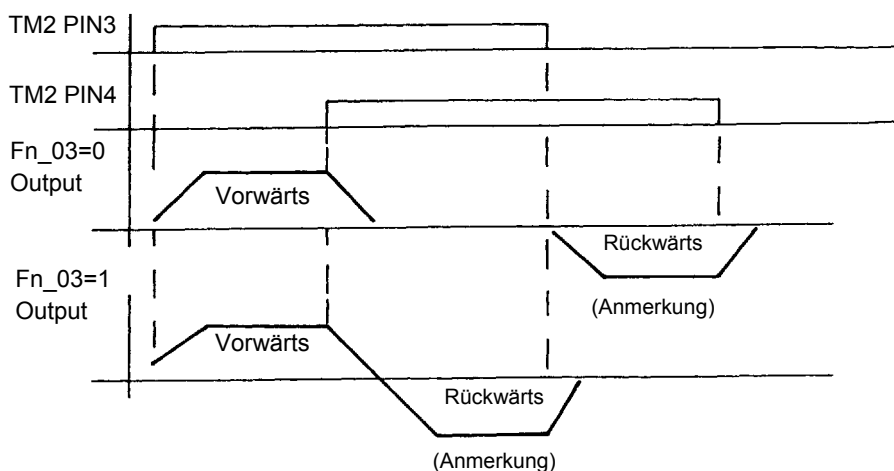 TM2 PIN3
TM2 PIN4
Fn_03=0
Output
Vorwärts
Rückwärts
(Anmerkung)
Fn_03=1
Output
Vorwärts
Rückwärts
(Anmerkung)